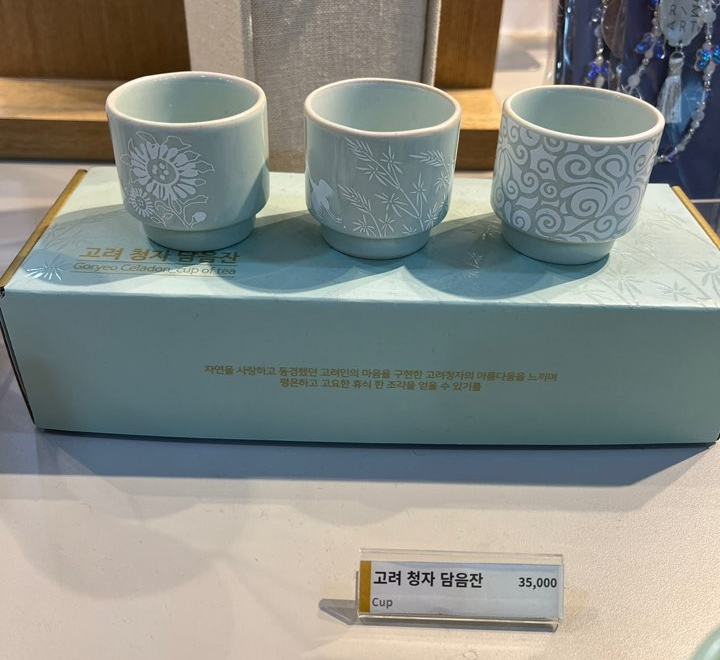 고려 청자 담음잔
Goryeo Celadon_cup of tea
자연을 사랑하고 동경했던 고려인의 마음을 구현한 고려청자의 아름다움을 느끼며
평온하고 고요한 휴식 한 조각을 얻을 수 있기를
고려 청자 담음잔 35,000
Cup